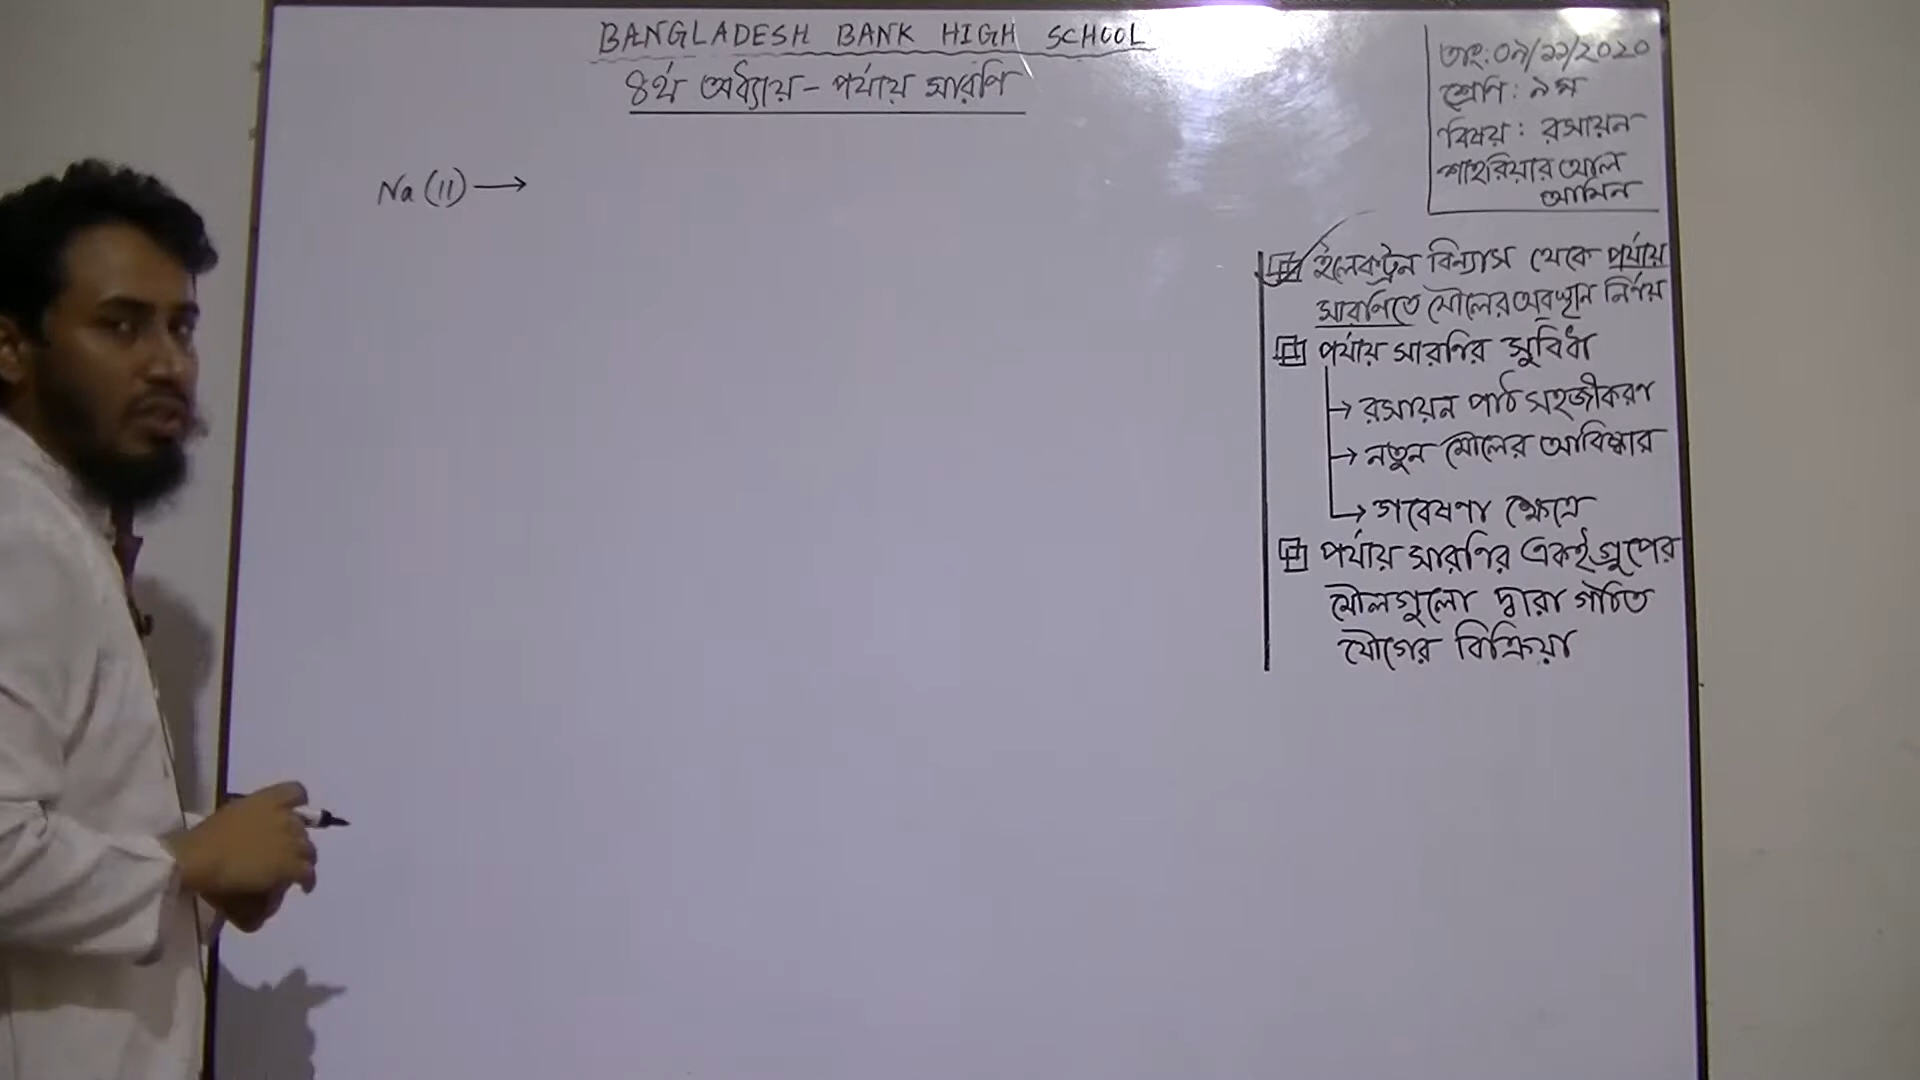 BANGLADESH BANK HIGH SCHOOL
৪র্থ অধ্যায় - পর্যায় সারণি
তাং: ০৯/১১/২০২০
শ্রেণি: ৯ম
বিষয়: রসায়ন
শাহরিয়ার আল
আমিন
Na (11) →
ইলেকট্রন বিন্যাস থেকে পর্যায়
সারণিতে মৌলের অবস্থান নির্ণয়
পর্যায় সারণির সুবিধা
→ রসায়ন পাঠ সহজীকরণ
→ নতুন মৌলের আবিষ্কার
→ গবেষণা ক্ষেত্রে
পর্যায় সারণির একই গ্রুপের
মৌলগুলো দ্বারা গঠিত
যৌগের বিক্রিয়া